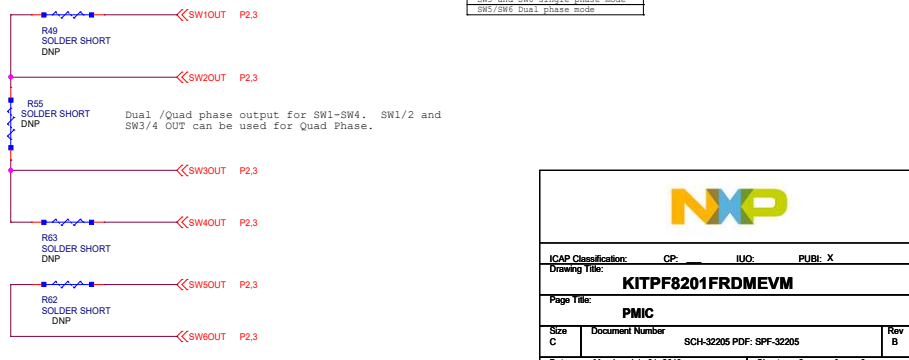 SW5/SW6 Dual phase mode
SW1OUT P2,3
R49
SOLDER SHORT
DNP
SW2OUT P2,3
R55
SOLDER SHORT
DNP
Dual /Quad phase output for SW1-SW4. SW1/2 and
SW3/4 OUT can be used for Quad Phase.
SW3OUT P2,3
SW4OUT P2,3
R63
SOLDER SHORT
DNP
SW5OUT P2,3
R62
SOLDER SHORT
DNP
SW6OUT P2,3
NXP
ICAP Classification: CP: ___ IUO: PUBI: X
Drawing Title:
KITPF8201FRDMEVM
Page Title:
PMIC
Size Document Number Rev
C SCH-32205 PDF: SPF-32205 B